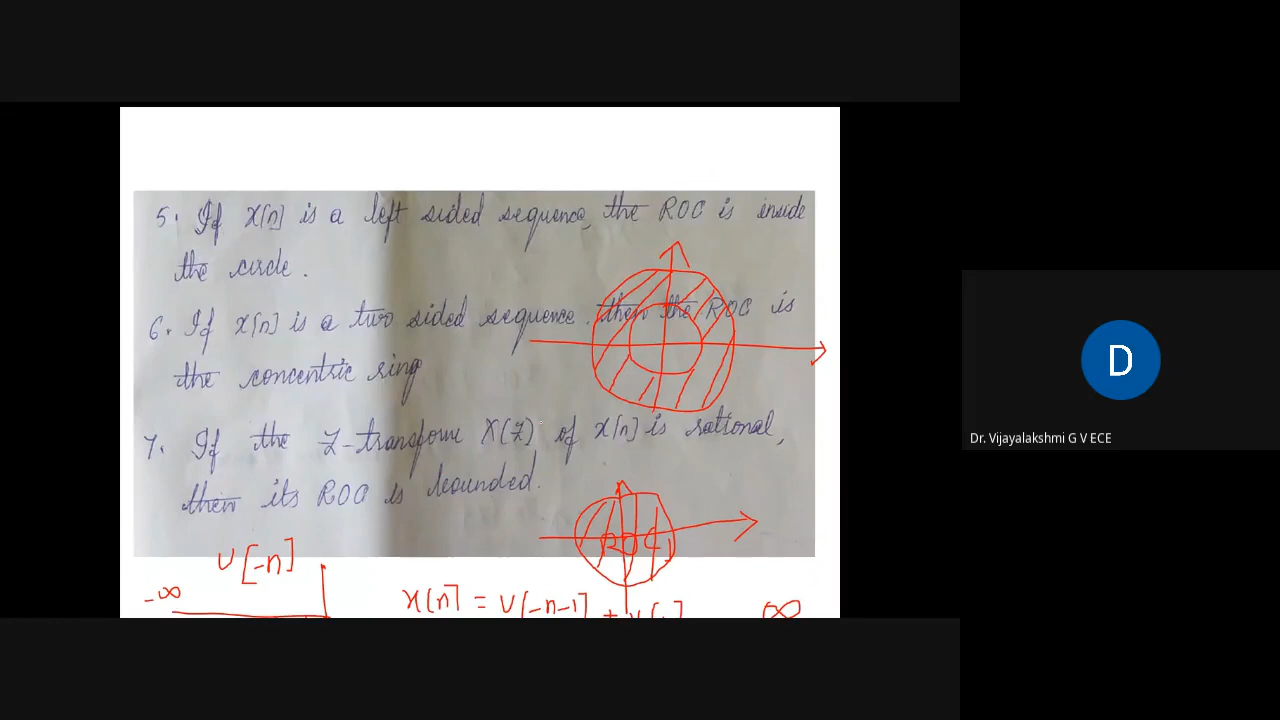 5. If x[n] is a left sided sequence, the ROC is inside
the circle.
6. If x[n] is a two sided sequence, then the ROC is
the concentric ring
7. If the Z-transform X(Z) of x[n] is rational,
then its ROC is bounded.
ROC
u[-n]
-∞
x[n] = u[-n-1] +
∞
D
Dr. Vijayalakshmi G V ECE